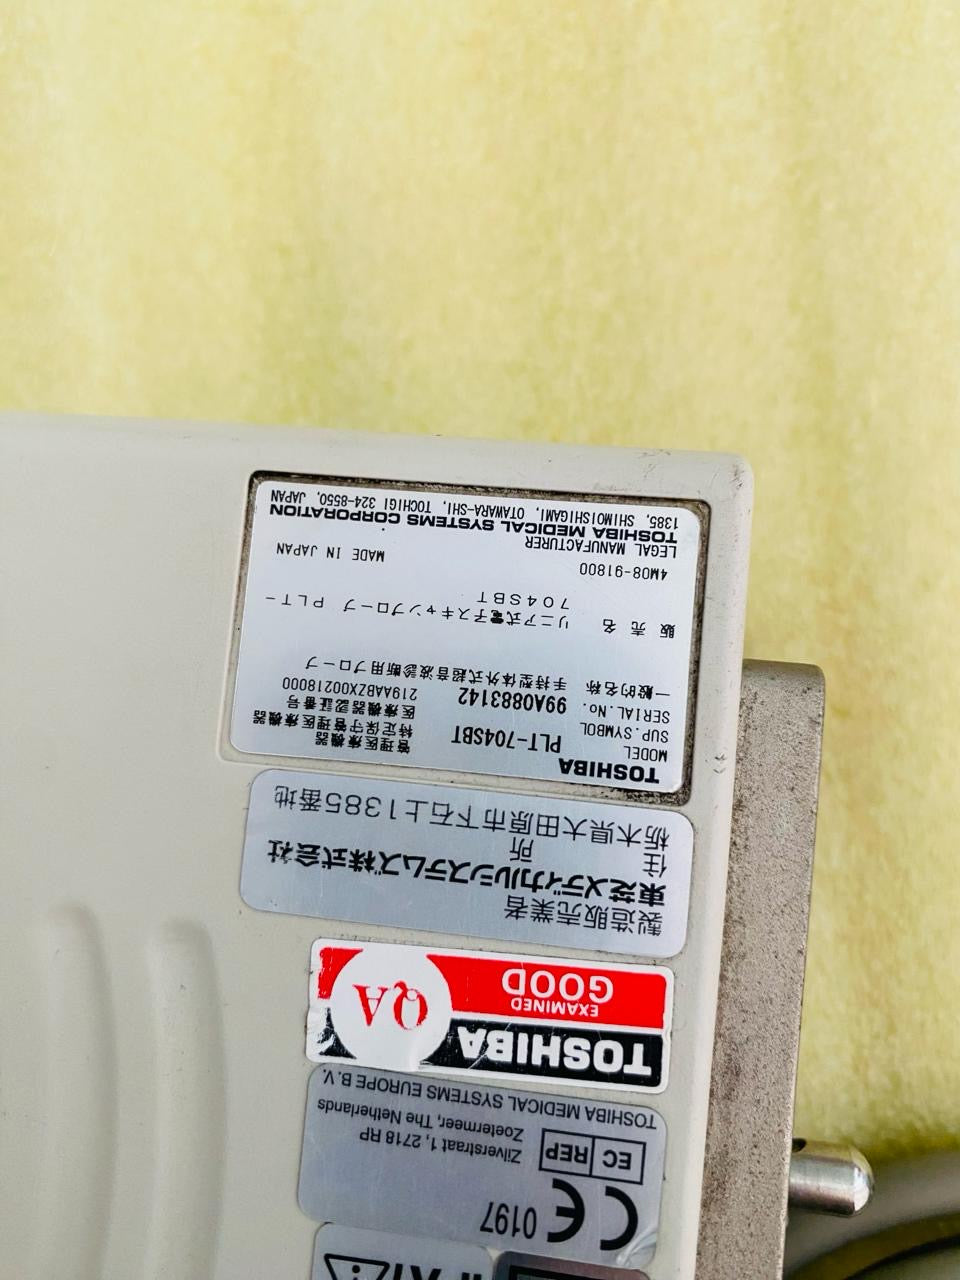 TOSHIBA
MODEL PLT-704SBT 管理医療機器
SUP.SYMBOL 特定保守管理医療機器
SERIAL.No. 99A0883142 医療機器認証番号
219AABZX00218000
一般的名称 手持型体外式超音波診断用プローブ
販売名 リニア式電子スキャンプローブ PLT-
704SBT
4M08-91800 MADE IN JAPAN
LEGAL MANUFACTURER
TOSHIBA MEDICAL SYSTEMS CORPORATION
1385, SHIMOISHIGAMI, OTAWARA-SHI, TOCHIGI 324-8550, JAPAN
製造販売業者
東芝メディカルシステムズ株式会社
住所
栃木県大田原市下石上1385番地
TOSHIBA
EXAMINED
GOOD
QA
TOSHIBA MEDICAL SYSTEMS EUROPE B.V.
Zilverstraat 1, 2718 RP
Zoetermeer, The Netherlands
EC REP
CE 0197